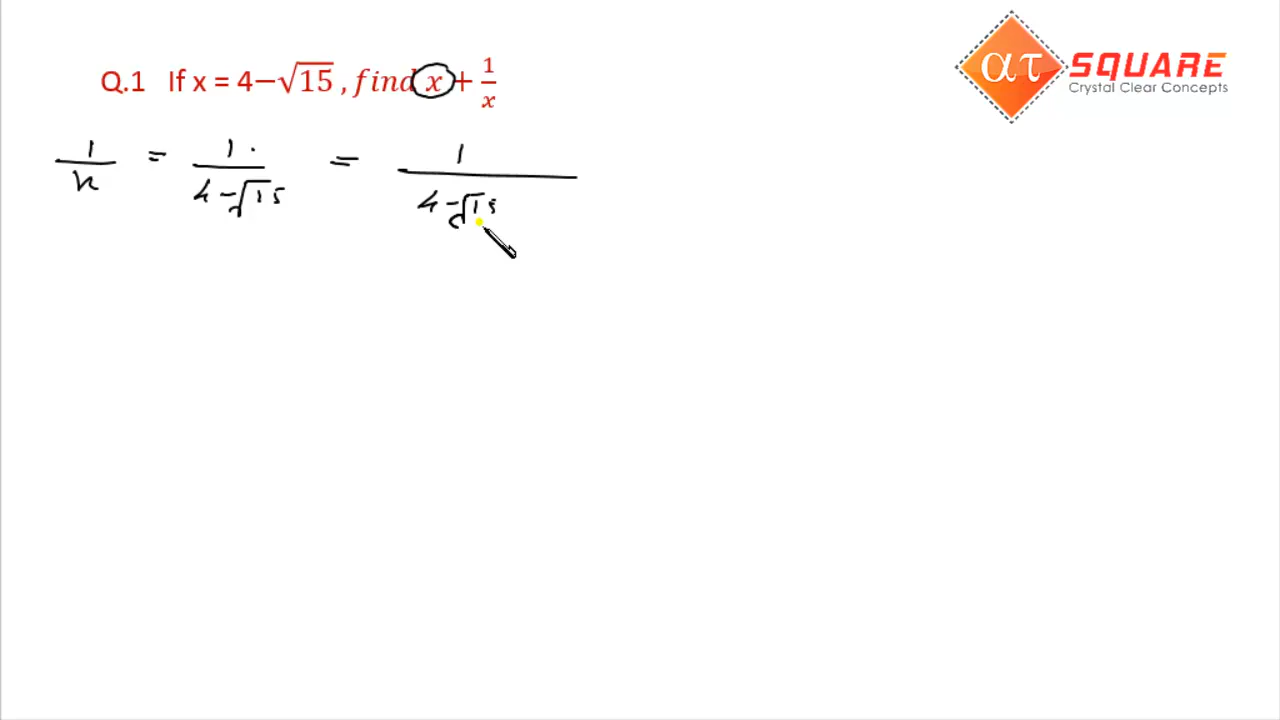 Q.1 If x = 4−√15 , find x + 1/x
1/x = 1/(4−√15) = 1/(4−√15)
ατ SQUARE
Crystal Clear Concepts